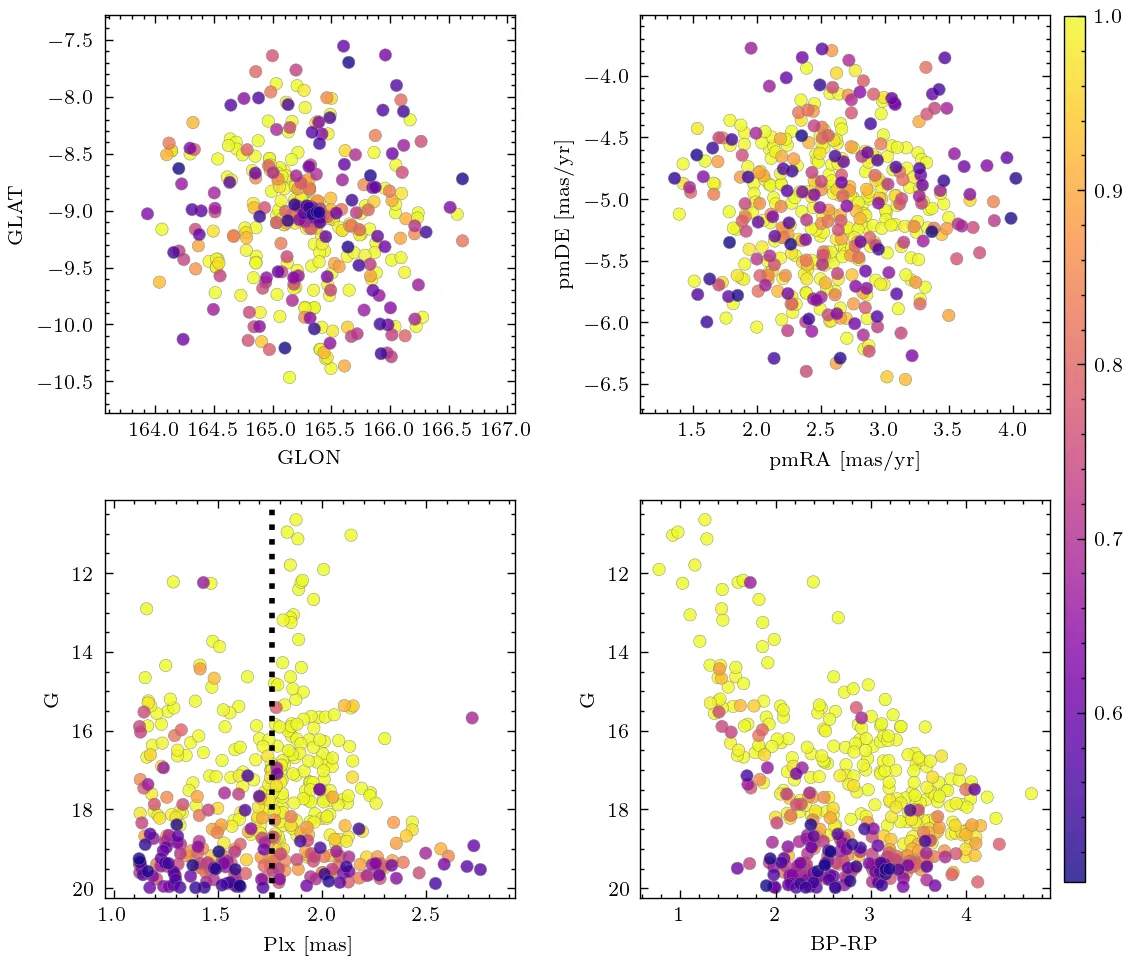 −7.5
−8.0
−8.5
−9.0
−9.5
−10.0
−10.5
GLAT
164.0 164.5 165.0 165.5 166.0 166.5 167.0
GLON
−4.0
−4.5
−5.0
−5.5
−6.0
−6.5
pmDE [mas/yr]
1.5 2.0 2.5 3.0 3.5 4.0
pmRA [mas/yr]
1.0
0.9
0.8
0.7
0.6
12
14
16
18
20
G
1.0 1.5 2.0 2.5
Plx [mas]
12
14
16
18
20
G
1 2 3 4
BP-RP